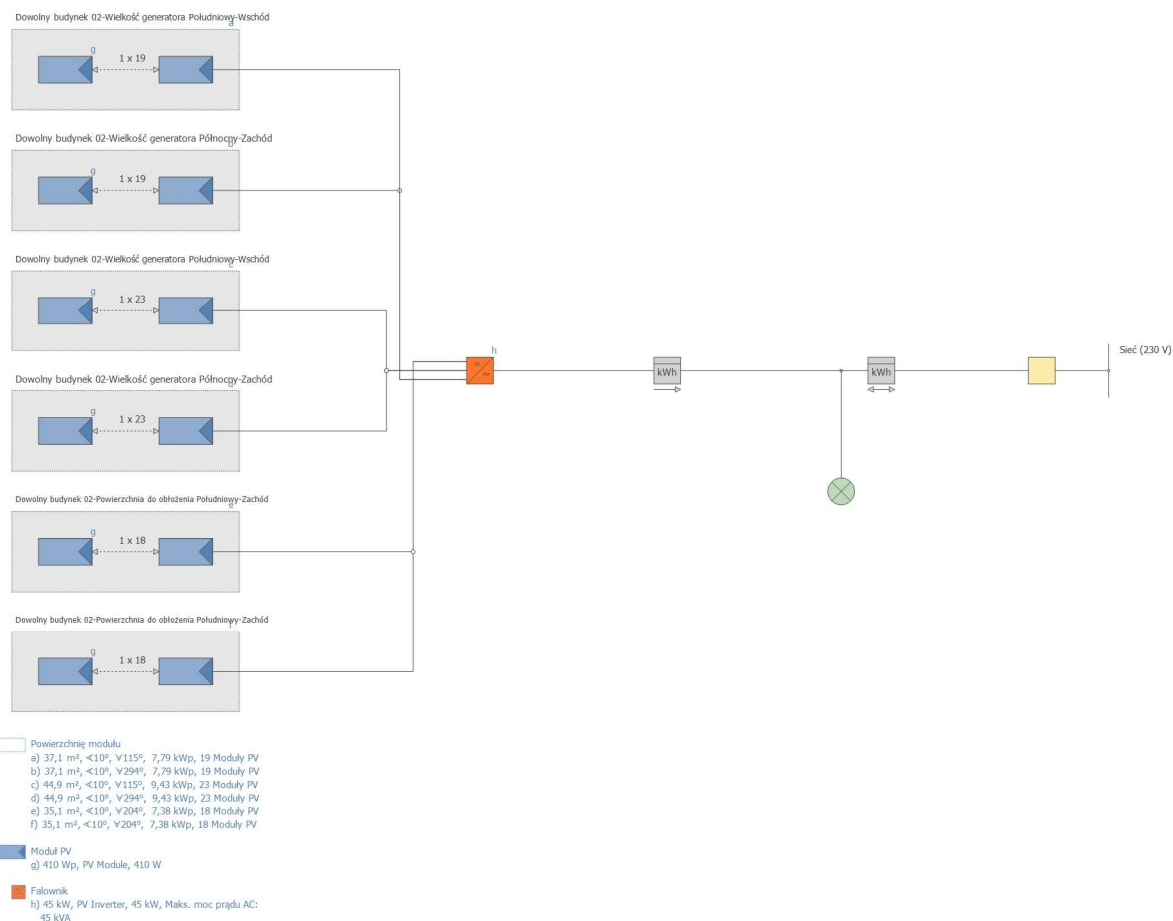 Dowolny budynek 02-Wielkość generatora Południowy-Wschód
a
g
1 x 19
Dowolny budynek 02-Wielkość generatora Północny-Zachód
b
g
1 x 19
Dowolny budynek 02-Wielkość generatora Południowy-Wschód
c
g
1 x 23
Dowolny budynek 02-Wielkość generatora Północny-Zachód
d
g
1 x 23
Dowolny budynek 02-Powierzchnia do obłożenia Południowy-Zachód
e
g
1 x 18
Dowolny budynek 02-Powierzchnia do obłożenia Południowy-Zachód
f
g
1 x 18
h
PV
kWh
kWh
Sieć (230 V)
Powierzchnię modułu
a) 37,1 m², ∢10°, ∀115°, 7,79 kWp, 19 Moduły PV
b) 37,1 m², ∢10°, ∀294°, 7,79 kWp, 19 Moduły PV
c) 44,9 m², ∢10°, ∀115°, 9,43 kWp, 23 Moduły PV
d) 44,9 m², ∢10°, ∀294°, 9,43 kWp, 23 Moduły PV
e) 35,1 m², ∢10°, ∀204°, 7,38 kWp, 18 Moduły PV
f) 35,1 m², ∢10°, ∀204°, 7,38 kWp, 18 Moduły PV
Moduł PV
g) 410 Wp, PV Module, 410 W
Falownik
h) 45 kW, PV Inverter, 45 kW, Maks. moc prądu AC:
45 kVA